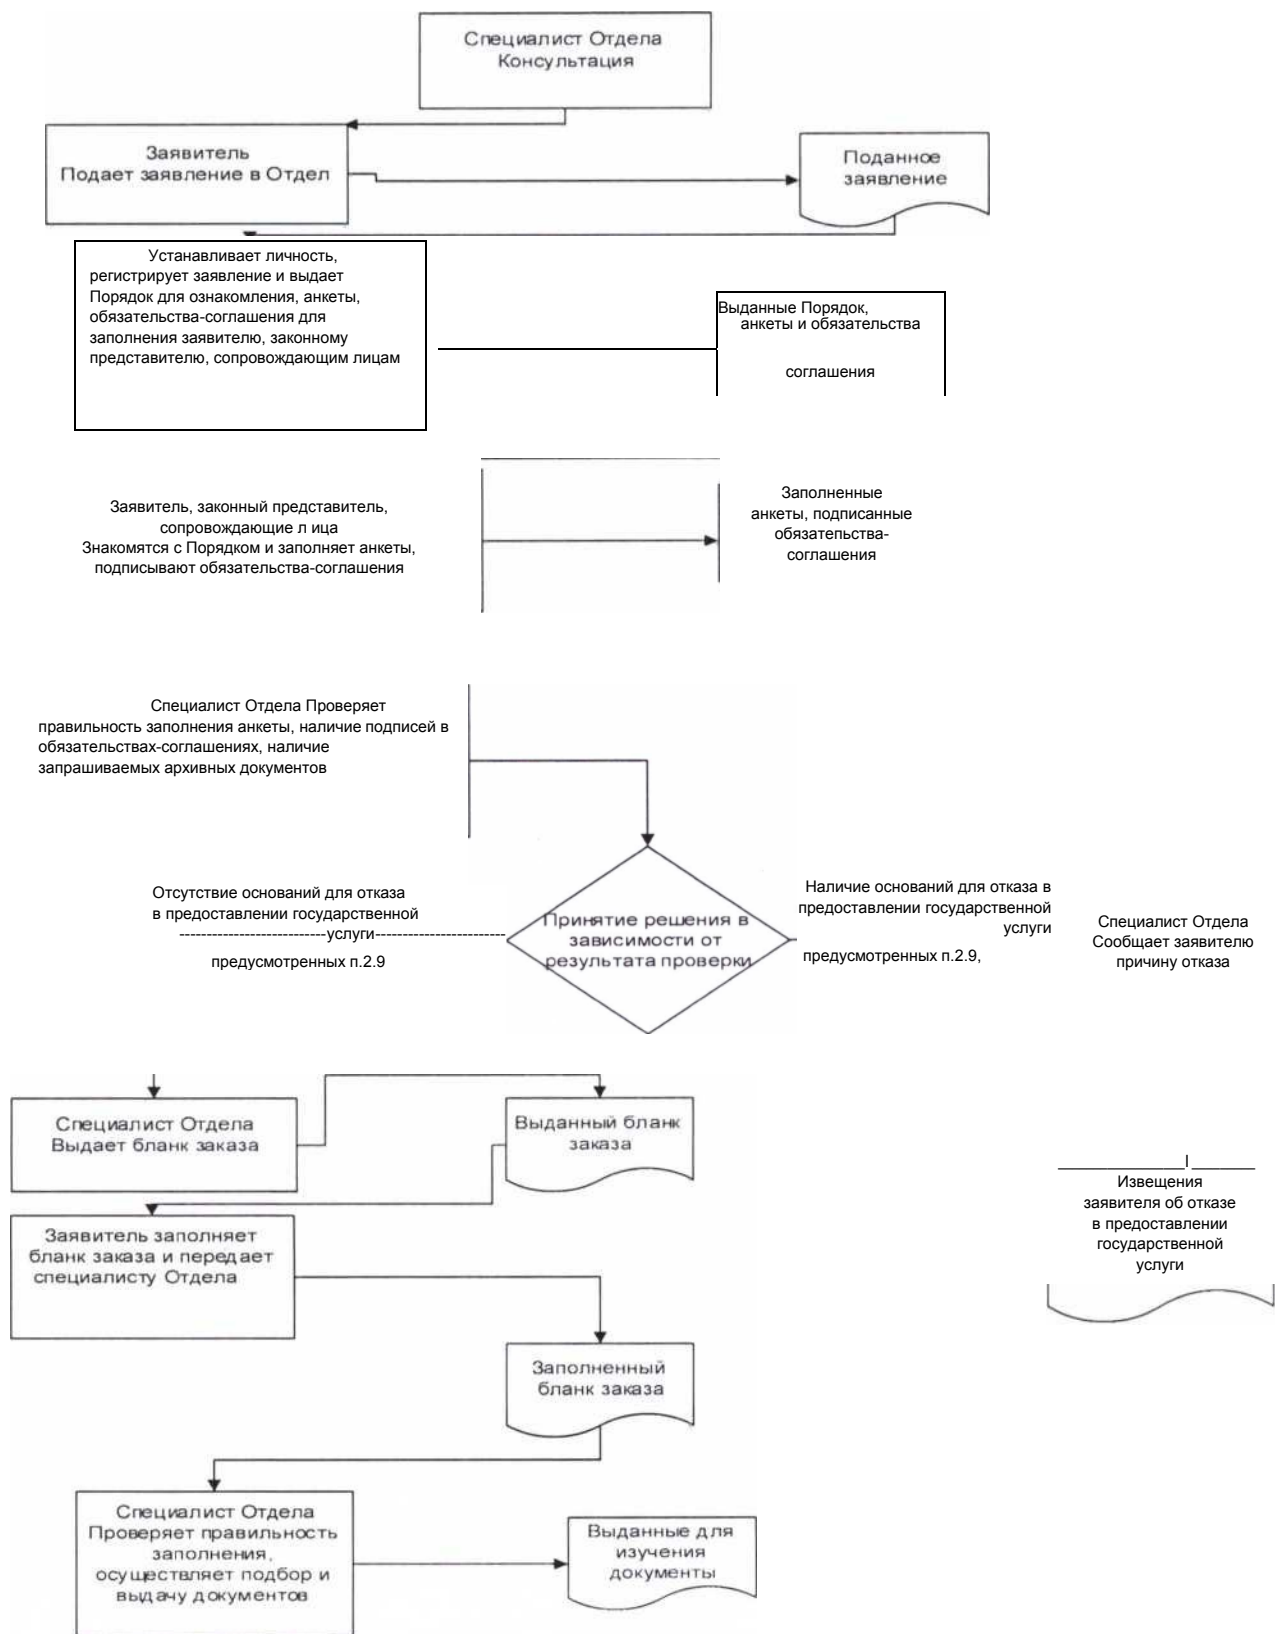 Специалист Отдела
Консультация
Заявитель
Подает заявление в Отдел
Поданное
заявление
Устанавливает личность,
регистрирует заявление и выдает
Порядок для ознакомления, анкеты,
обязательства-соглашения для
заполнения заявителю, законному
представителю, сопровождающим лицам
Выданные Порядок,
анкеты и обязательства
соглашения
Заявитель, законный представитель,
сопровождающие л ица
Знакомятся с Порядком и заполняет анкеты,
подписывают обязательства-соглашения
Заполненные
анкеты, подписанные
обязатепьства-
соглашения
Специалист Отдела Проверяет
правильность заполнения анкеты, наличие подписей в
обязательствах-соглашениях, наличие
запрашиваемых архивных документов
Отсутствие оснований для отказа
в предоставлении государственной
---------------------------услуги------------------------
предусмотренных п.2.9
Принятие решения в
зависимости от
результата проверки
Наличие оснований для отказа в
предоставлении государственной
услуги
предусмотренных п.2.9,
Специалист Отдела
Сообщает заявителю
причину отказа
Специалист Отдела
Выдает бланк заказа
Выданный бланк
заказа
Заявитель заполняет
бланк заказа и передает
специалисту Отдела
Извещения
заявителя об отказе
в предоставлении
государственной
услуги
Заполненный
бланк заказа
Специалист Отдела
Проверяет правильность
заполнения,
осуществляет подбор и
выдачу документов
Выданные для
изучения
документы